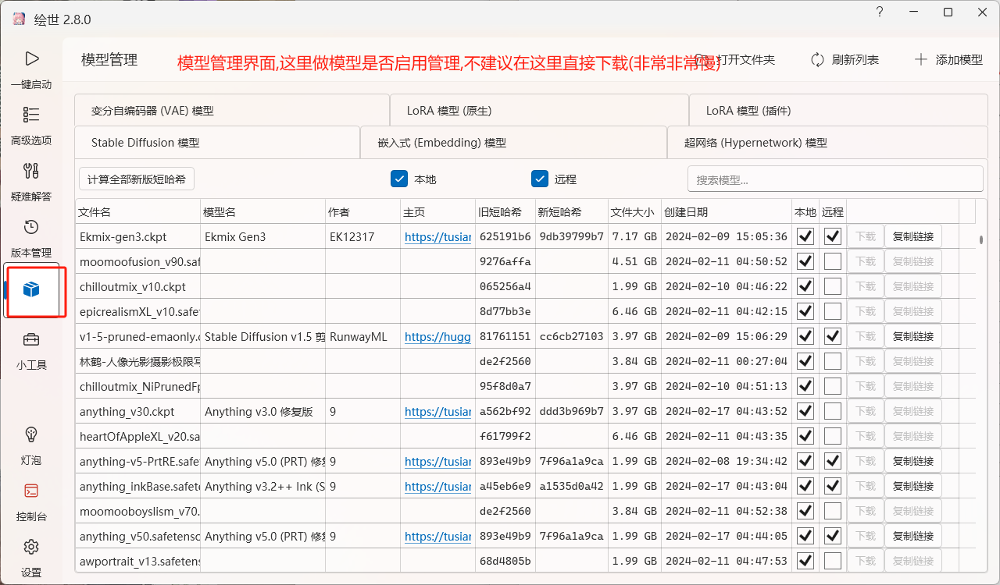 绘世 2.8.0
?
一键启动
高级选项
疑难解答
版本管理
小工具
灯泡
控制台
设置
模型管理
模型管理界面,这里做模型是否启用管理,不建议在这里直接下载(非常非常慢)
打开文件夹
刷新列表
添加模型
变分自编码器 (VAE) 模型
LoRA 模型 (原生)
LoRA 模型 (插件)
Stable Diffusion 模型
嵌入式 (Embedding) 模型
超网络 (Hypernetwork) 模型
计算全部新版短哈希
本地
远程
搜索模型...
文件名 模型名 作者 主页 旧短哈希 新短哈希 文件大小 创建日期 本地 远程
Ekmix-gen3.ckpt Ekmix Gen3 EK12317 https://tusiar 625191b6 9db39799b7 7.17 GB 2024-02-09 15:05:36 下载 复制链接
moomoofusion_v90.saf 9276affa 4.51 GB 2024-02-11 04:50:52 下载 复制链接
chilloutmix_v10.ckpt 065256a4 1.99 GB 2024-02-10 04:46:22 下载 复制链接
epicrealismXL_v10.safet 8d77bb3e 6.46 GB 2024-02-11 04:42:15 下载 复制链接
v1-5-pruned-emaonly.c Stable Diffusion v1.5 剪 RunwayML https://hugg 81761151 cc6cb27103 3.97 GB 2024-02-09 15:06:29 下载 复制链接
林鹤-人像光影摄影极限写 de2f2560 3.84 GB 2024-02-11 00:27:04 下载 复制链接
chilloutmix_NiPrunedFp 95f8d0a7 3.97 GB 2024-02-10 04:51:13 下载 复制链接
anything_v30.ckpt Anything v3.0 修复版 9 https://tusiar a562bf92 ddd3b969b7 3.97 GB 2024-02-17 04:43:52 下载 复制链接
heartOfAppleXL_v20.sa f61799f2 6.46 GB 2024-02-11 04:43:35 下载 复制链接
anything-v5-PrtRE.safet Anything v5.0 (PRT) 修复 9 https://tusiar 893e49b9 7f96a1a9ca 1.99 GB 2024-02-08 19:34:42 下载 复制链接
anything_inkBase.safete Anything v3.2++ Ink (S 9 https://tusiar a45eb6e9 a1535d0a42 1.99 GB 2024-02-17 04:43:04 下载 复制链接
moomooboyslism_v70. de2f2560 3.84 GB 2024-02-11 04:52:38 下载 复制链接
anything_v50.safetensc Anything v5.0 (PRT) 修复 9 https://tusiar 893e49b9 7f96a1a9ca 1.99 GB 2024-02-17 04:44:05 下载 复制链接
awportrait_v13.safetens 68d4805b 1.99 GB 2024-02-11 04:47:53 下载 复制链接